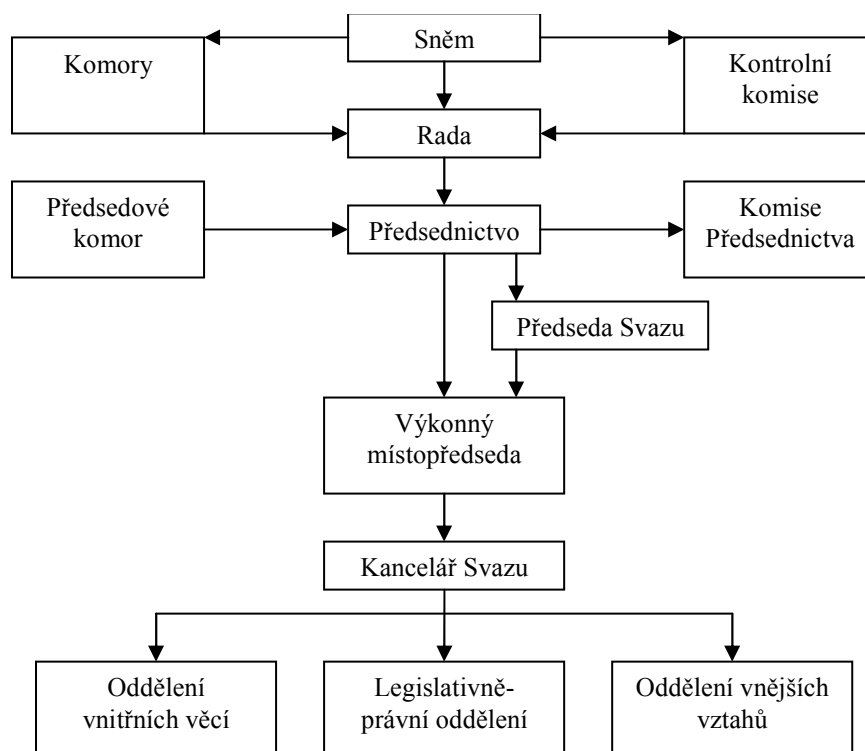 Sněm
Komory
Kontrolní
komise
Rada
Předsedové
komor
Předsednictvo
Komise
Předsednictva
Předseda Svazu
Výkonný
místopředseda
Kancelář Svazu
Oddělení
vnitřních věcí
Legislativně-
právní oddělení
Oddělení vnějších
vztahů